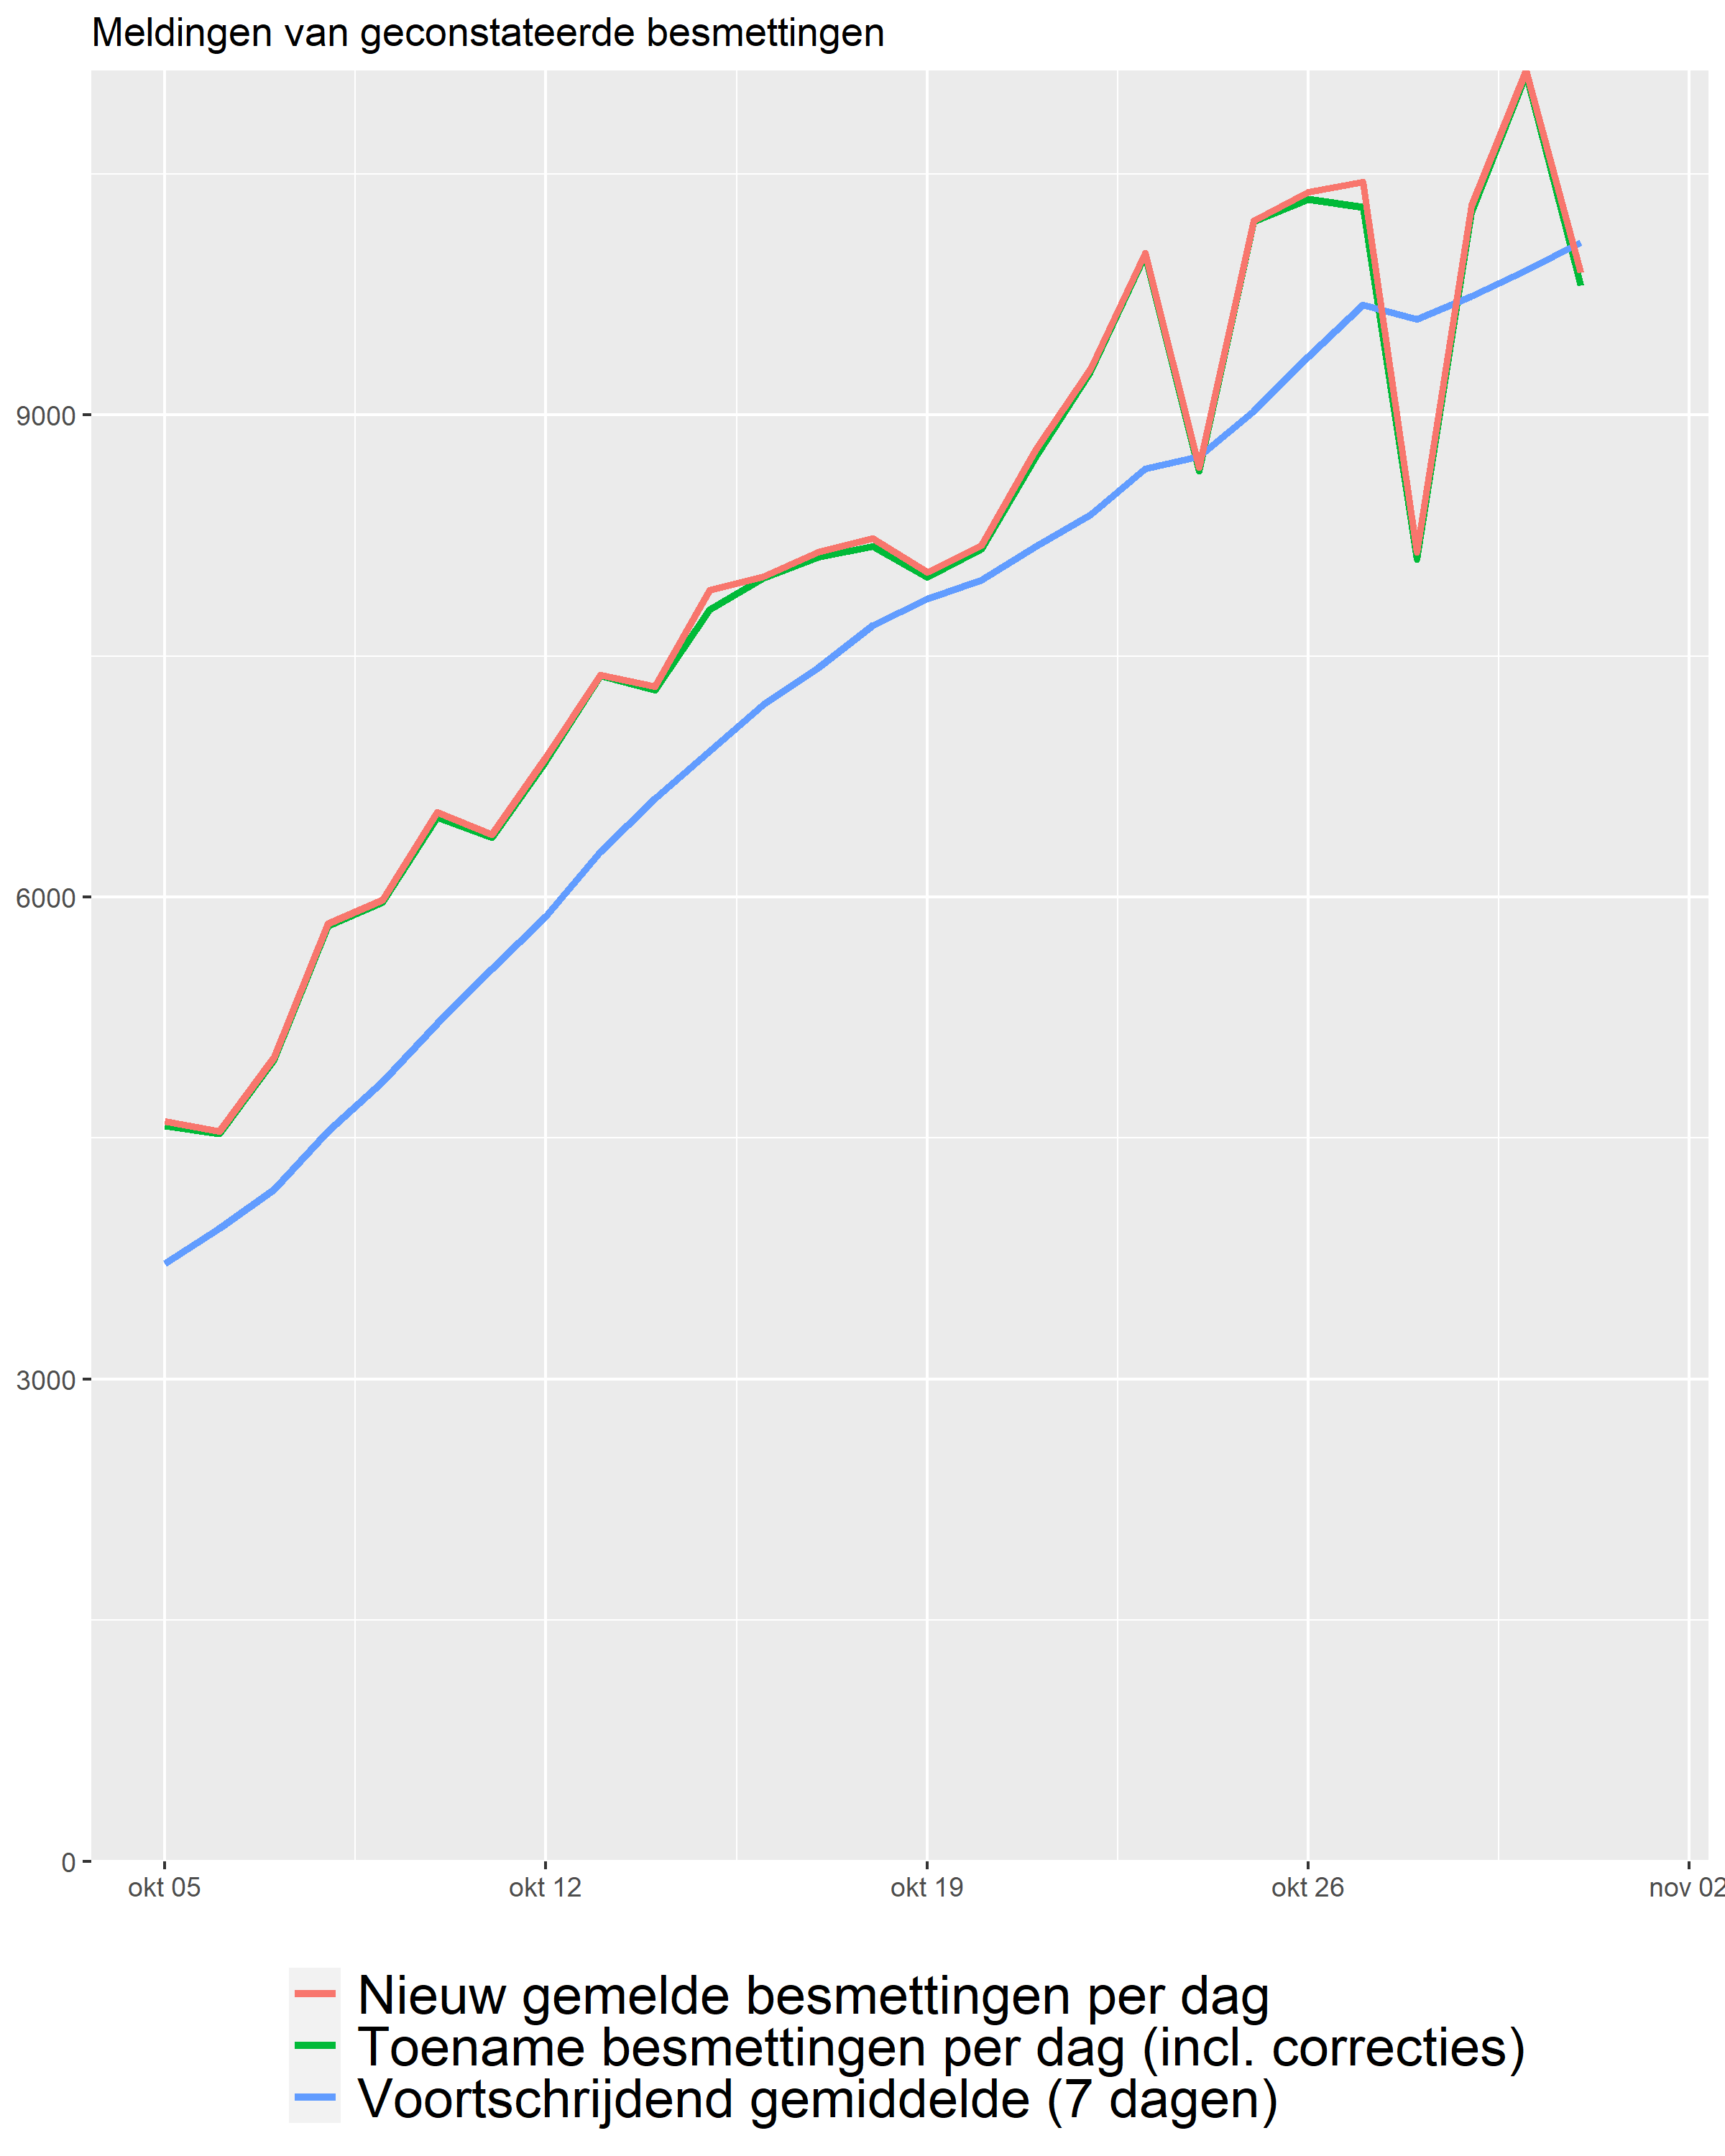 Meldingen van geconstateerde besmettingen
9000
6000
3000
0
okt 05 okt 12 okt 19 okt 26 nov 02
Nieuw gemelde besmettingen per dag
Toename besmettingen per dag (incl. correcties)
Voortschrijdend gemiddelde (7 dagen)